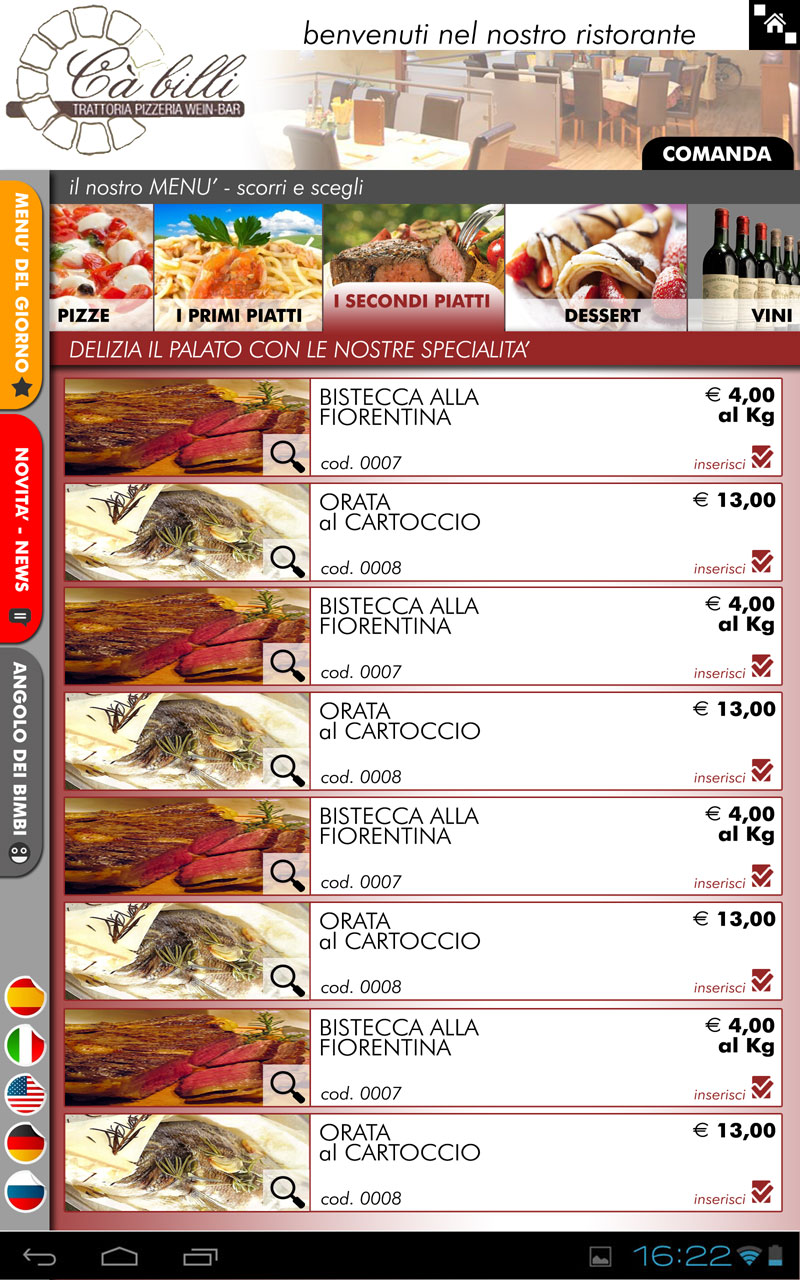 benvenuti nel nostro ristorante
Cà billi
TRATTORIA PIZZERIA WEIN-BAR
COMANDA
il nostro MENU' - scorri e scegli
PIZZE
I PRIMI PIATTI
I SECONDI PIATTI
DESSERT
VINI
DELIZIA IL PALATO CON LE NOSTRE SPECIALITA'
MENU' DEL GIORNO
NOVITA' - NEWS
ANGOLO DEI BIMBI
BISTECCA ALLA
FIORENTINA
€ 4,00
al Kg
cod. 0007
inserisci
ORATA
al CARTOCCIO
€ 13,00
cod. 0008
inserisci
BISTECCA ALLA
FIORENTINA
€ 4,00
al Kg
cod. 0007
inserisci
ORATA
al CARTOCCIO
€ 13,00
cod. 0008
inserisci
BISTECCA ALLA
FIORENTINA
€ 4,00
al Kg
cod. 0007
inserisci
ORATA
al CARTOCCIO
€ 13,00
cod. 0008
inserisci
BISTECCA ALLA
FIORENTINA
€ 4,00
al Kg
cod. 0007
inserisci
ORATA
al CARTOCCIO
€ 13,00
cod. 0008
inserisci
16:22